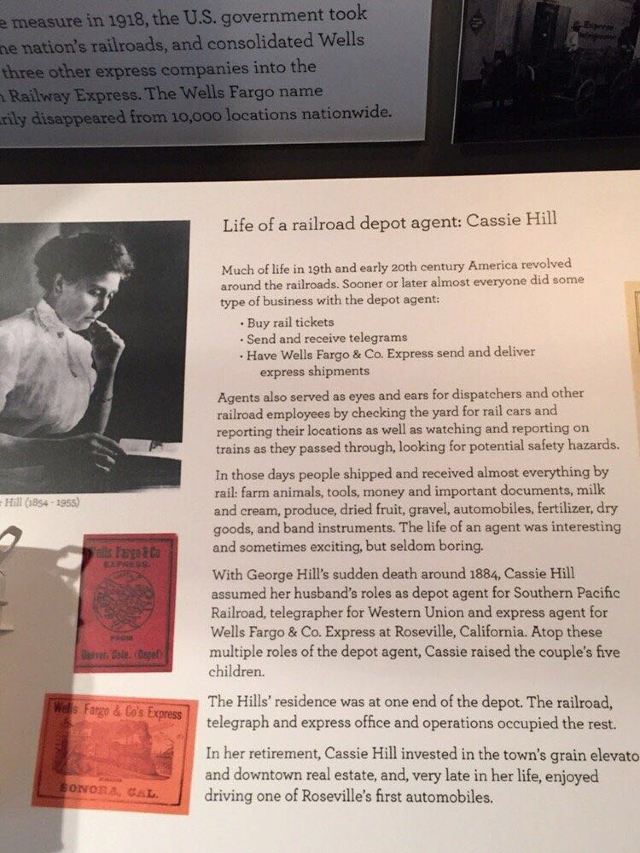 measure in 1918, the U.S. government took
nation's railroads, and consolidated Wells
three other express companies into the
Railway Express. The Wells Fargo name
disappeared from 10,000 locations nationwide.
Life of a railroad depot agent: Cassie Hill
Much of life in 19th and early 20th century America revolved
around the railroads. Sooner or later almost everyone did some
type of business with the depot agent:
· Buy rail tickets
· Send and receive telegrams
· Have Wells Fargo & Co. Express send and deliver
express shipments
Agents also served as eyes and ears for dispatchers and other
railroad employees by checking the yard for rail cars and
reporting their locations as well as watching and reporting on
trains as they passed through, looking for potential safety hazards.
In those days people shipped and received almost everything by
rail: farm animals, tools, money and important documents, milk
and cream, produce, dried fruit, gravel, automobiles, fertilizer, dry
goods, and band instruments. The life of an agent was interesting
and sometimes exciting, but seldom boring.
With George Hill's sudden death around 1884, Cassie Hill
assumed her husband's roles as depot agent for Southern Pacific
Railroad, telegrapher for Western Union and express agent for
Wells Fargo & Co. Express at Roseville, California. Atop these
multiple roles of the depot agent, Cassie raised the couple's five
children.
The Hills' residence was at one end of the depot. The railroad,
telegraph and express office and operations occupied the rest.
In her retirement, Cassie Hill invested in the town's grain elevato
and downtown real estate, and, very late in her life, enjoyed
driving one of Roseville's first automobiles.
Hill (1854 - 1955)
Wells Fargo & Co
EXPRESS.
FROM
Denver, Colo. (Depot)
Wells Fargo & Co's Express
SONORA, CAL.